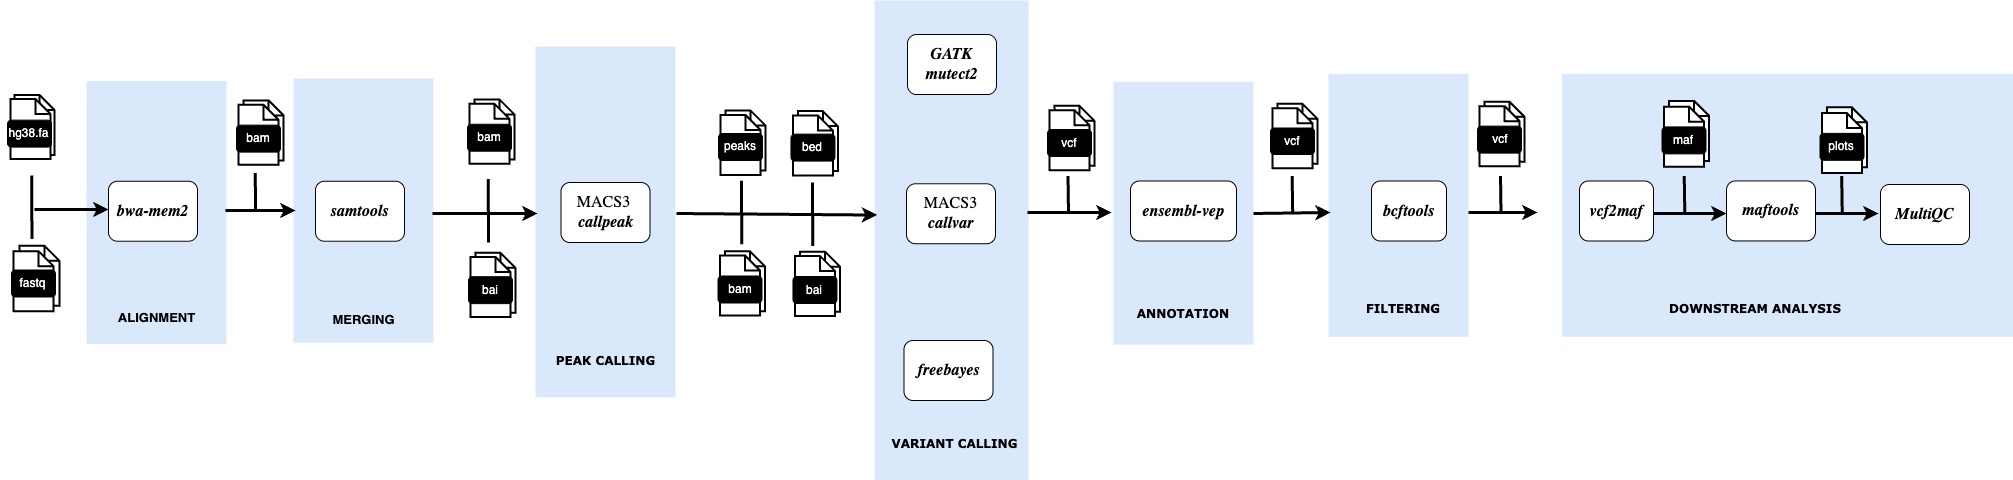 hg38.fa
fastq
bwa-mem2
ALIGNMENT
bam
samtools
MERGING
bam
bai
MACS3
callpeak
PEAK CALLING
peaks
bed
bam
bai
GATK
mutect2
MACS3
callvar
freebayes
VARIANT CALLING
vcf
ensembl-vep
ANNOTATION
vcf
bcftools
FILTERING
vcf
vcf2maf
maf
maftools
plots
MultiQC
DOWNSTREAM ANALYSIS